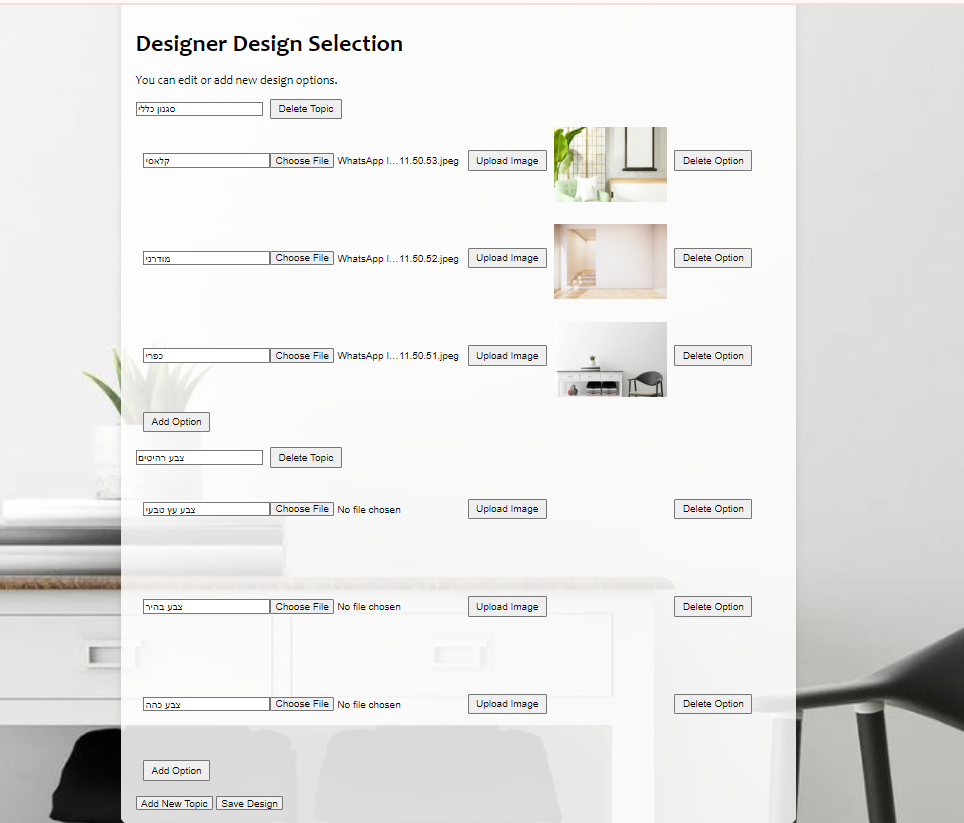 Designer Design Selection
You can edit or add new design options.
סגנון כללי Delete Topic
קלאסי Choose File WhatsApp I...11.50.53.jpeg Upload Image Delete Option
מודרני Choose File WhatsApp I...11.50.52.jpeg Upload Image Delete Option
כפרי Choose File WhatsApp I...11.50.51.jpeg Upload Image Delete Option
Add Option
צבע רהיטים Delete Topic
צבע עץ טבעי Choose File No file chosen Upload Image Delete Option
צבע בהיר Choose File No file chosen Upload Image Delete Option
צבע כהה Choose File No file chosen Upload Image Delete Option
Add Option
Add New Topic Save Design